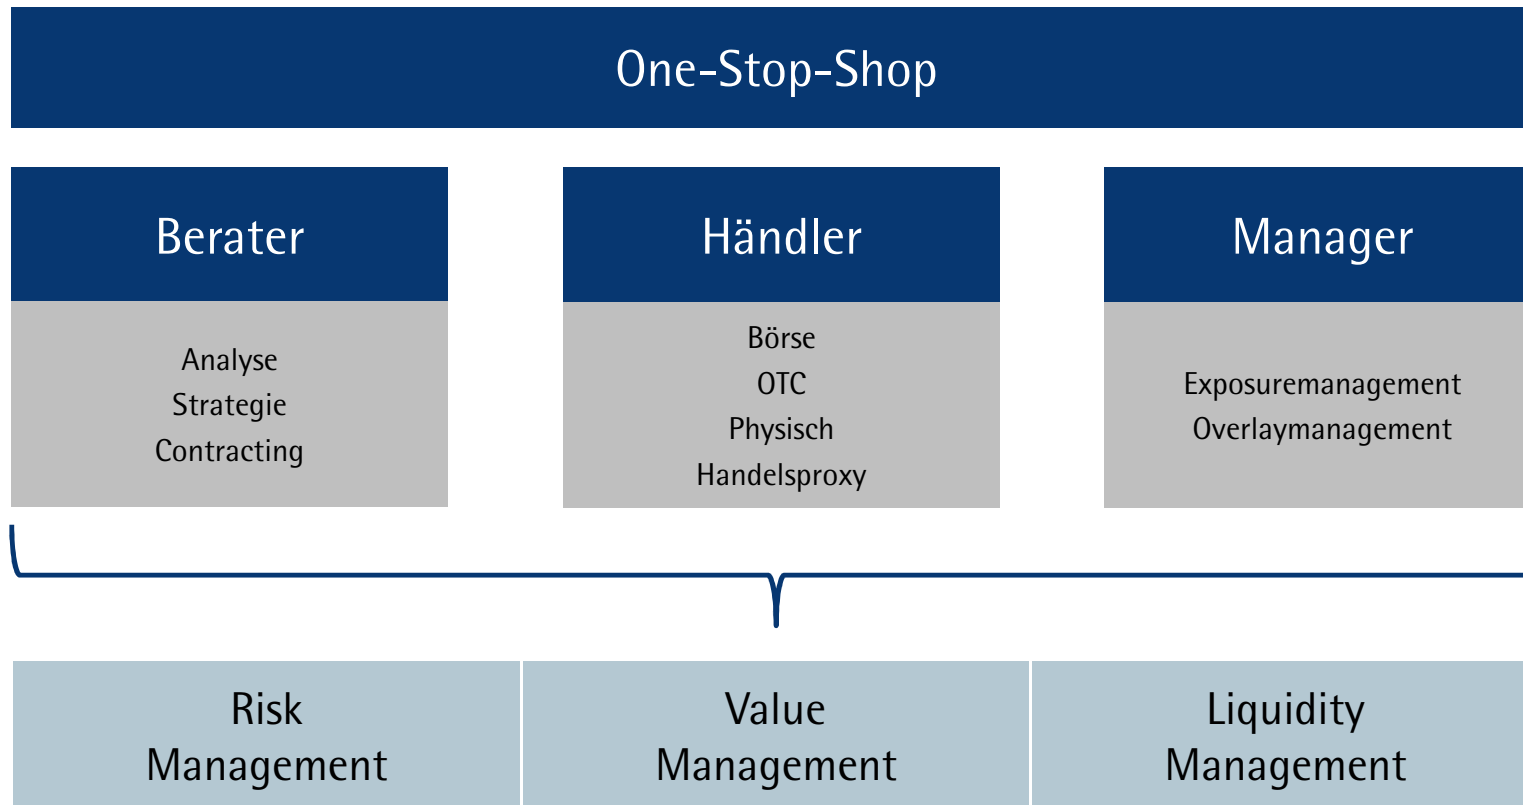 One-Stop-Shop
Berater
Analyse
Strategie
Contracting
Händler
Börse
OTC
Physisch
Handelsproxy
Manager
Exposuremanagement
Overlaymanagement
Risk
Management
Value
Management
Liquidity
Management